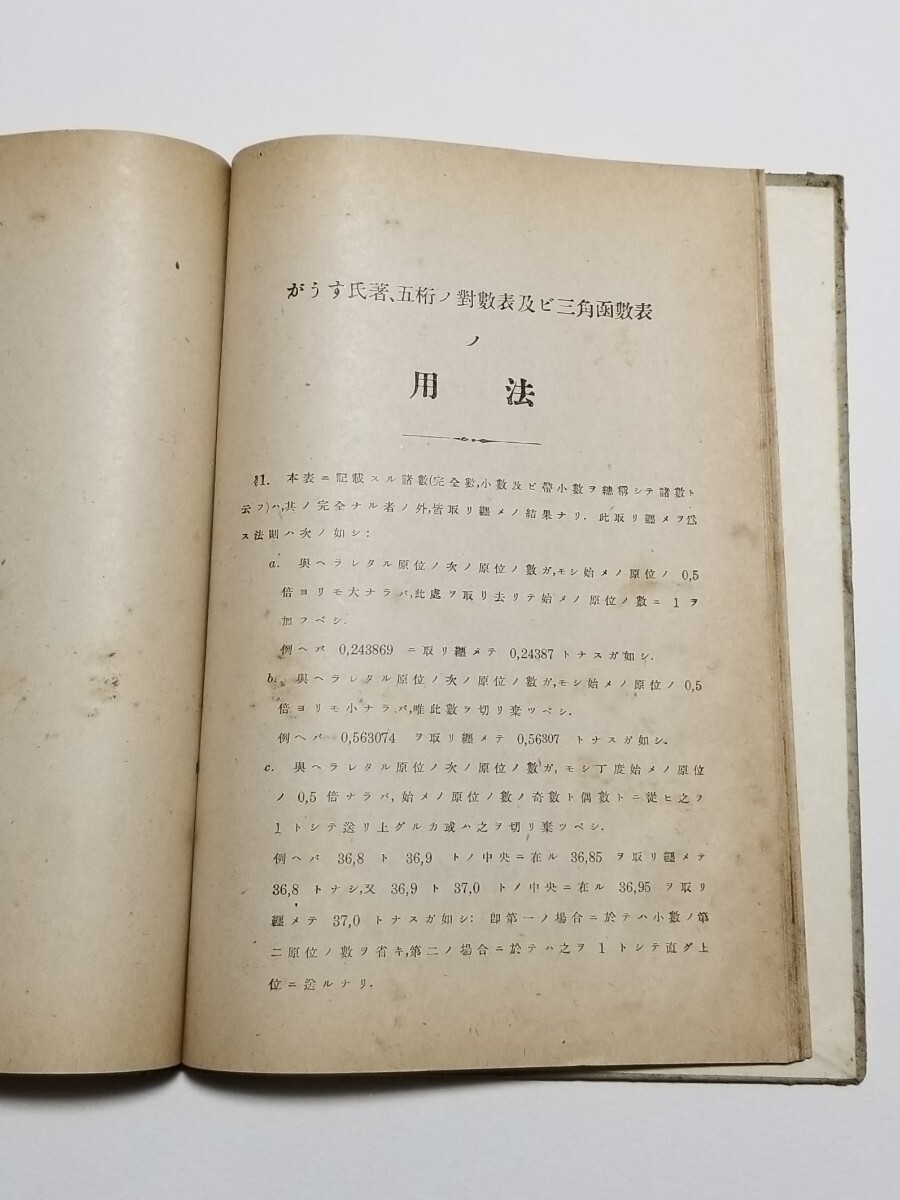 がうす氏著、五桁ノ對數表及ビ三角函數表
ノ
用法
§1. 本表ニ記載スル諸數(完全數,小數及ビ帶小數ヲ總稱シテ諸數ト
云フ)ハ,其ノ完全ナル者ノ外,皆取リ纏メノ結果ナリ. 此取リ纏メヲ爲
ス法則ハ次ノ如シ:
a. 與ヘラレタル原位ノ次ノ原位ノ數ガ,モシ始メノ原位ノ 0,5
倍ヨリモ大ナラバ,此處ヲ取リ去リテ始メノ原位ノ數ニ 1 ヲ
加フベシ.
例ヘバ 0,243869 ニ取リ纏メテ 0,24387 トナスガ如シ.
b. 與ヘラレタル原位ノ次ノ原位ノ數ガ,モシ始メノ原位ノ 0,5
倍ヨリモ小ナラバ,唯此數ヲ切リ棄ツベシ.
例ヘバ 0,563074 ヲ取リ纏メテ 0,56307 トナスガ如シ.
c. 與ヘラレタル原位ノ次ノ原位ノ數ガ,モシ丁度始メノ原位
ノ 0,5 倍ナラバ,始メノ原位ノ數ノ奇數ト偶數トニ從ヒ之ヲ
1 トシテ送リ上グルカ或ハ之ヲ切リ棄ツベシ.
例ヘバ 36,8 ト 36,9 トノ中央ニ在ル 36,85 ヲ取リ纏メテ
36,8 トナシ,又 36,9 ト 37,0 トノ中央ニ在ル 36,95 ヲ取リ
纏メテ 37,0 トナスガ如シ: 卽第一ノ場合ニ於テハ小數ノ第
二原位ノ數ヲ省キ,第二ノ場合ニ於テハ之ヲ 1 トシテ直グ上
位ニ送ルナリ.